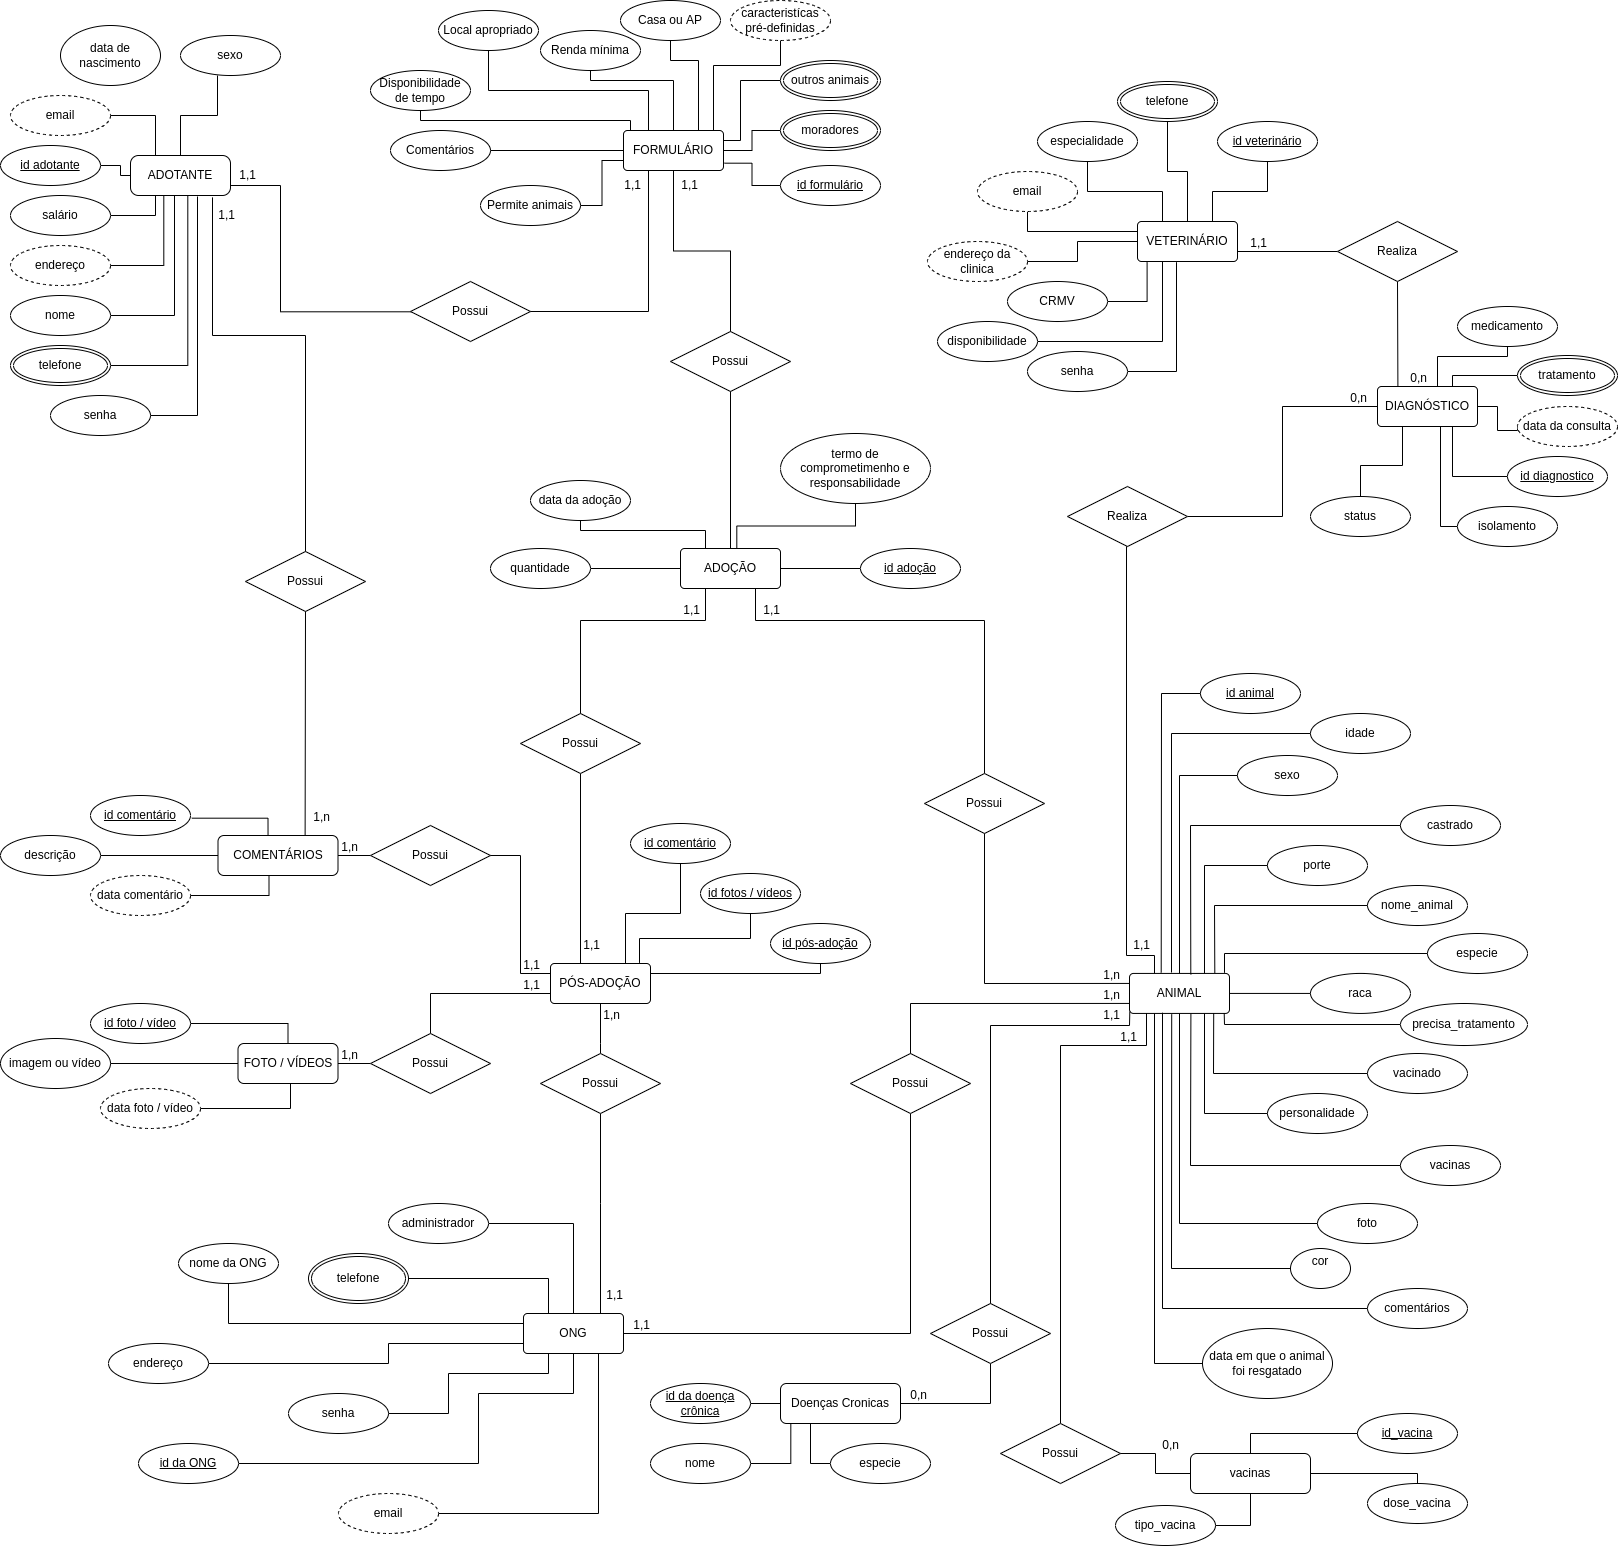 data de
nascimento
sexo
email
id adotante
ADOTANTE
1,1
salário
1,1
endereço
nome
telefone
senha
Local apropriado
Casa ou AP
característícas
pré-definidas
Renda mínima
Disponibilidade
de tempo
outros animais
Comentários
FORMULÁRIO
moradores
1,1
1,1
id formulário
Permite animais
Possui
Possui
telefone
especialidade
id veterinário
email
VETERINÁRIO
1,1
Realiza
endereço da
clinica
CRMV
disponibilidade
senha
medicamento
0,n
tratamento
0,n
DIAGNÓSTICO
data da consulta
id diagnostico
status
isolamento
Realiza
termo de
comprometimenho e
responsabilidade
data da adoção
quantidade
ADOÇÃO
id adoção
1,1
1,1
Possui
Possui
Possui
id animal
idade
sexo
castrado
porte
nome_animal
especie
1,1
raca
ANIMAL
1,n
1,n
1,1
1,1
precisa_tratamento
vacinado
personalidade
vacinas
foto
cor
comentários
data em que o animal
foi resgatado
1,n
id comentário
COMENTÁRIOS
1,n
Possui
descrição
data comentário
id comentário
id fotos / vídeos
id pós-adoção
1,1
1,1
PÓS-ADOÇÃO
1,1
1,n
id foto / vídeo
imagem ou vídeo
FOTO / VÍDEOS
1,n
Possui
data foto / vídeo
Possui
Possui
administrador
nome da ONG
telefone
1,1
ONG
1,1
endereço
senha
id da ONG
email
Possui
id da doença
crônica
Doenças Cronicas
0,n
nome
especie
Possui
0,n
id_vacina
vacinas
dose_vacina
tipo_vacina